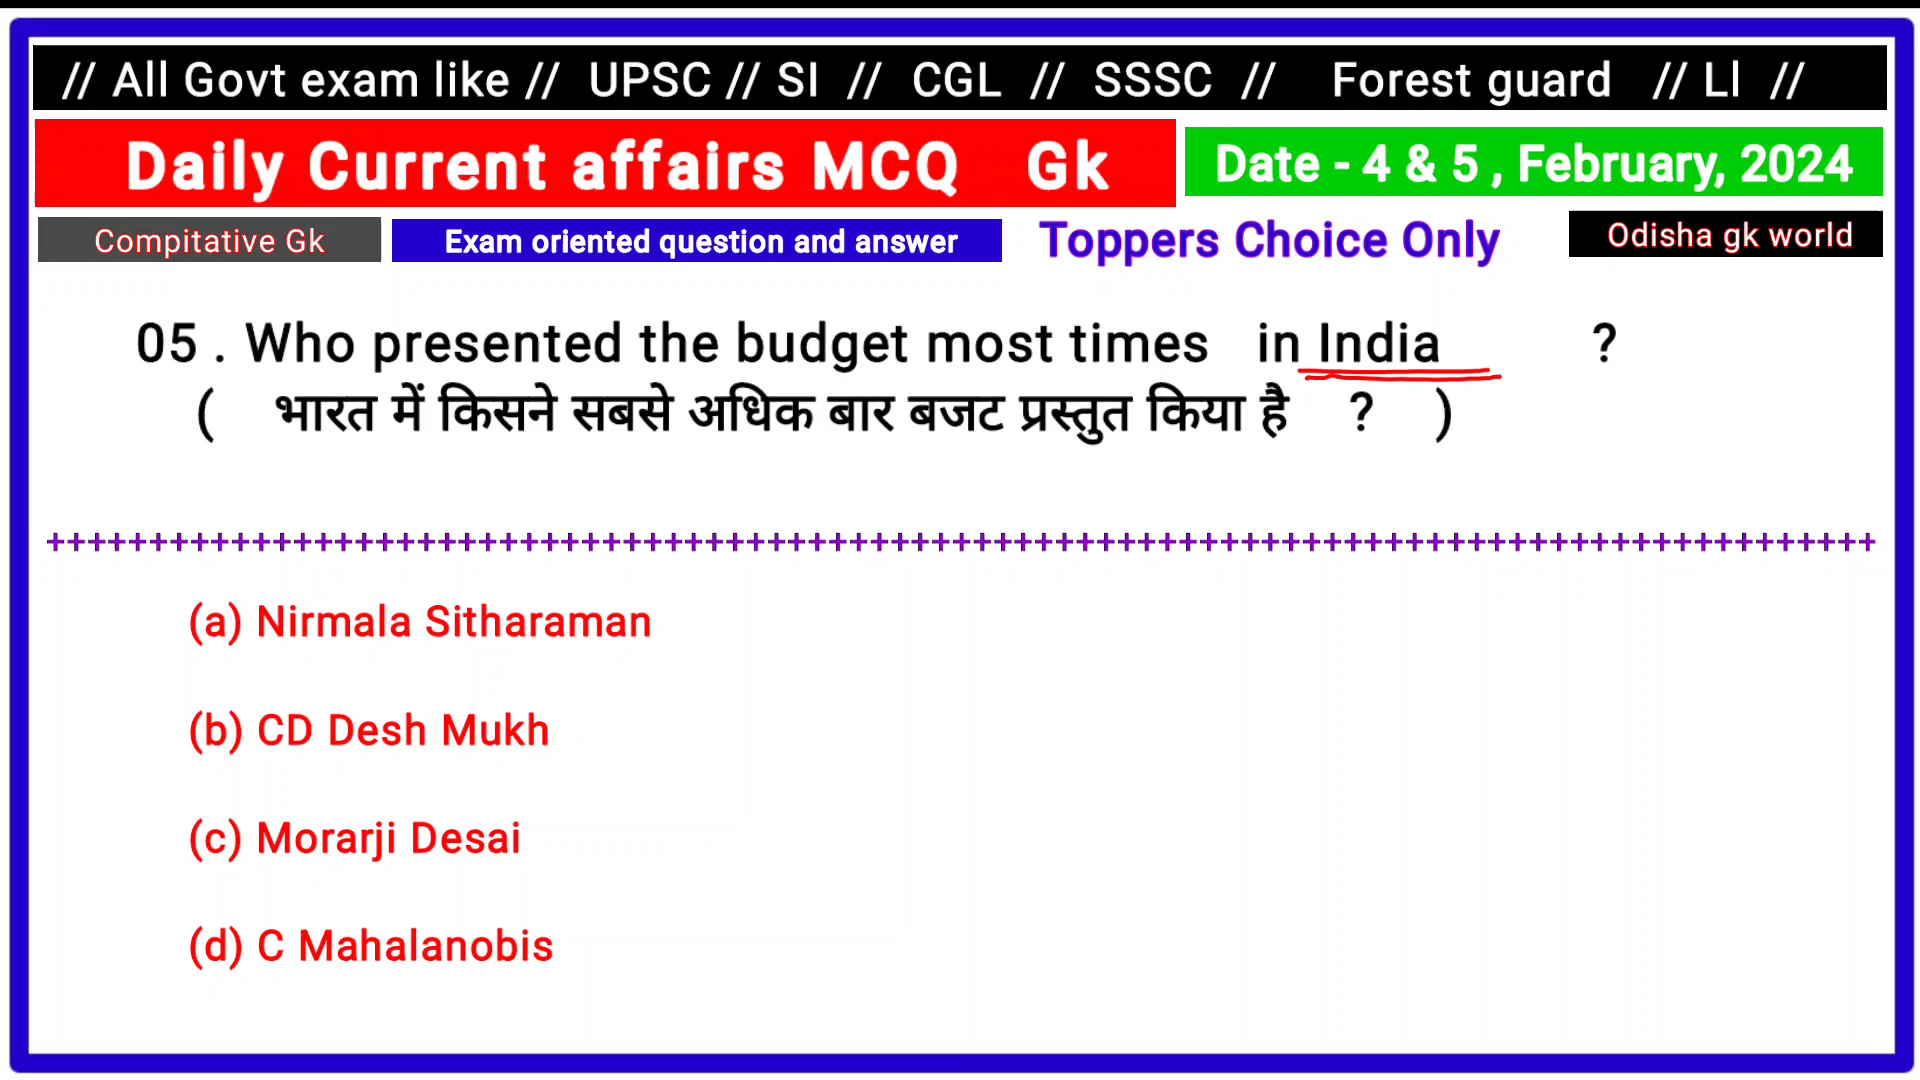 // All Govt exam like // UPSC // SI // CGL // SSSC // Forest guard // Ll //
Daily Current affairs MCQ Gk
Date - 4 & 5 , February, 2024
Compitative Gk
Exam oriented question and answer
Toppers Choice Only
Odisha gk world
05 . Who presented the budget most times in India ?
( भारत में किसने सबसे अधिक बार बजट प्रस्तुत किया है ? )
+++++++++++++++++++++++++++++++++++++++++++++++++++++++++++++++++++++++++++++++++++++++++
(a) Nirmala Sitharaman
(b) CD Desh Mukh
(c) Morarji Desai
(d) C Mahalanobis